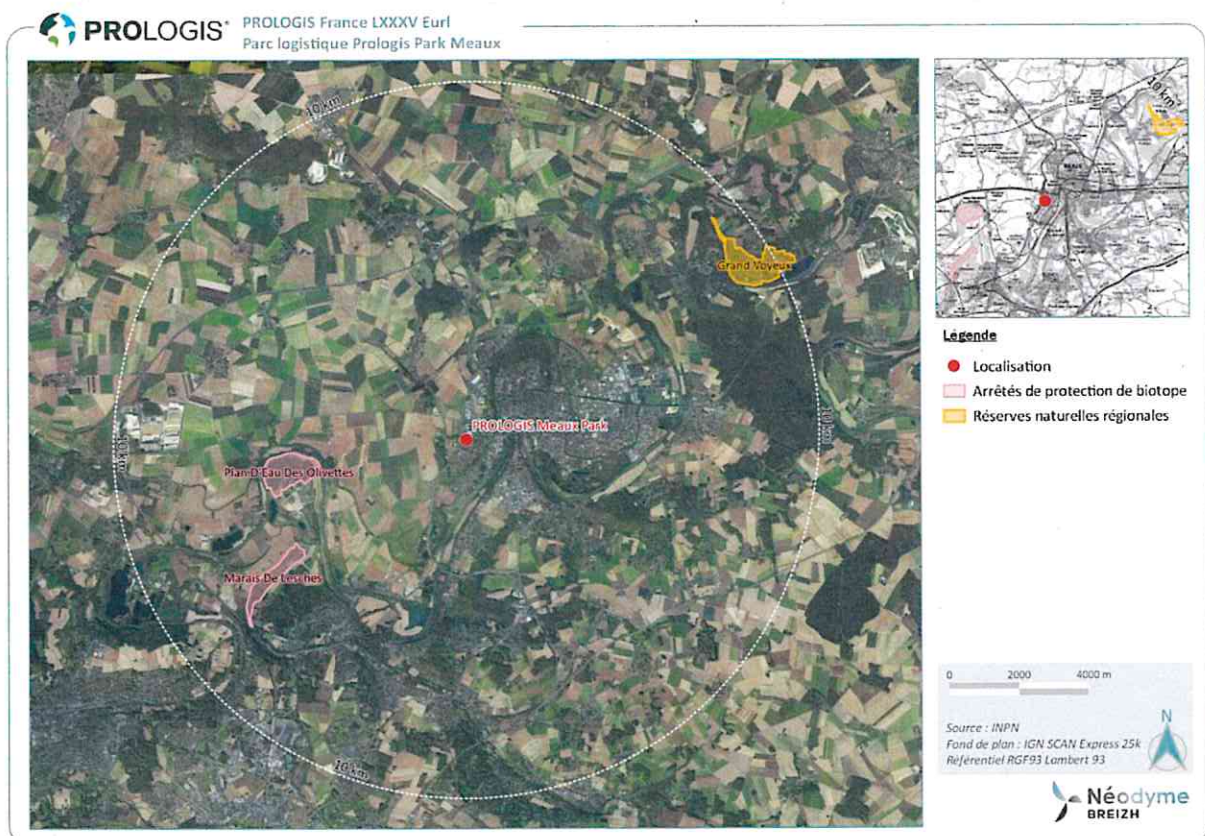 PROLOGIS®
PROLOGIS France LXXXV Eurl
Parc logistique Prologis Park Meaux
10 km
10 km
Grand Voyeux
PROLOGIS Meaux Park
10 km
10 km
Plan D'Eau Des Olivettes
Marais De Lesches
10 km
MEAUX
Légende
Localisation
Arrêtés de protection de biotope
Réserves naturelles régionales
0 2000 4000 m
Source : INPN
Fond de plan : IGN SCAN Express 25k
Référentiel RGF93 Lambert 93
N
Néodyme
BREIZH